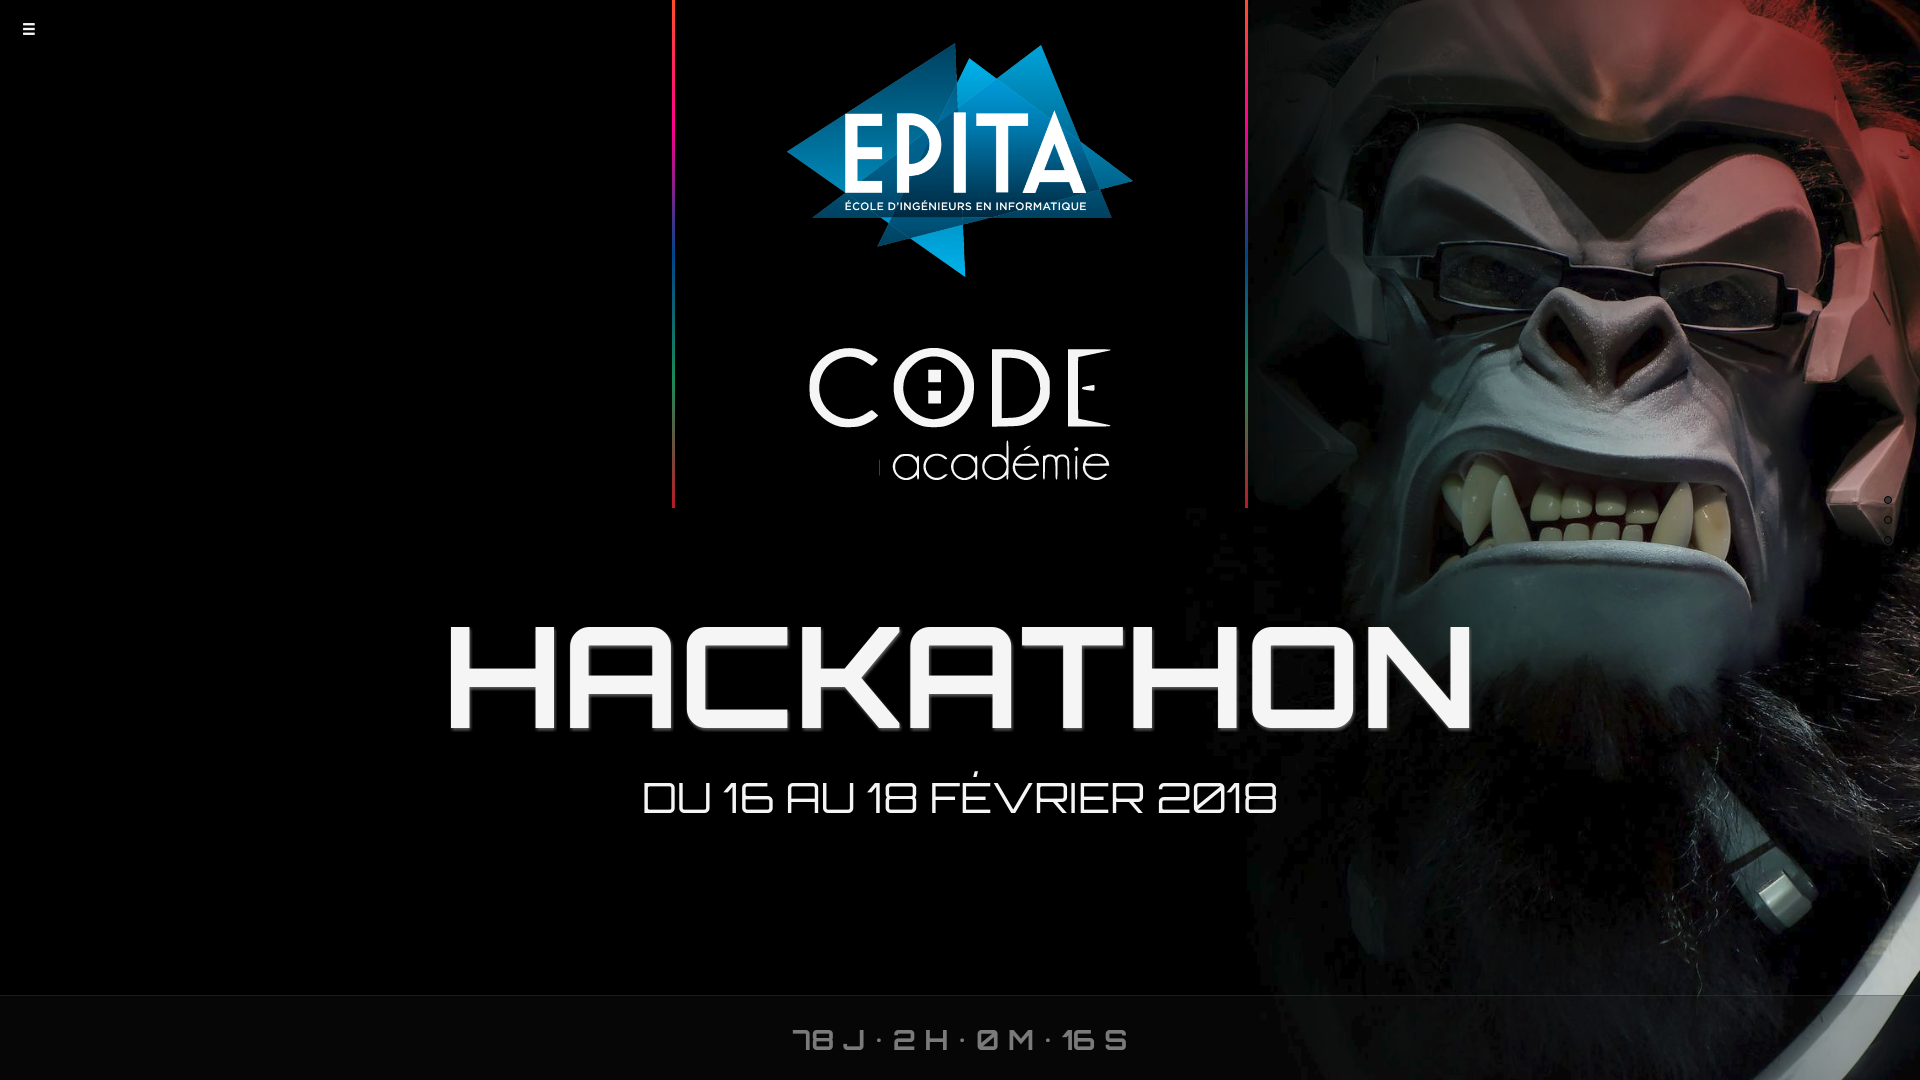 EPITA
ÉCOLE D'INGÉNIEURS EN INFORMATIQUE
CODE
académie
HACKATHON
DU 16 AU 18 FÉVRIER 2018
78 J · 2 H · 0 M · 16 S